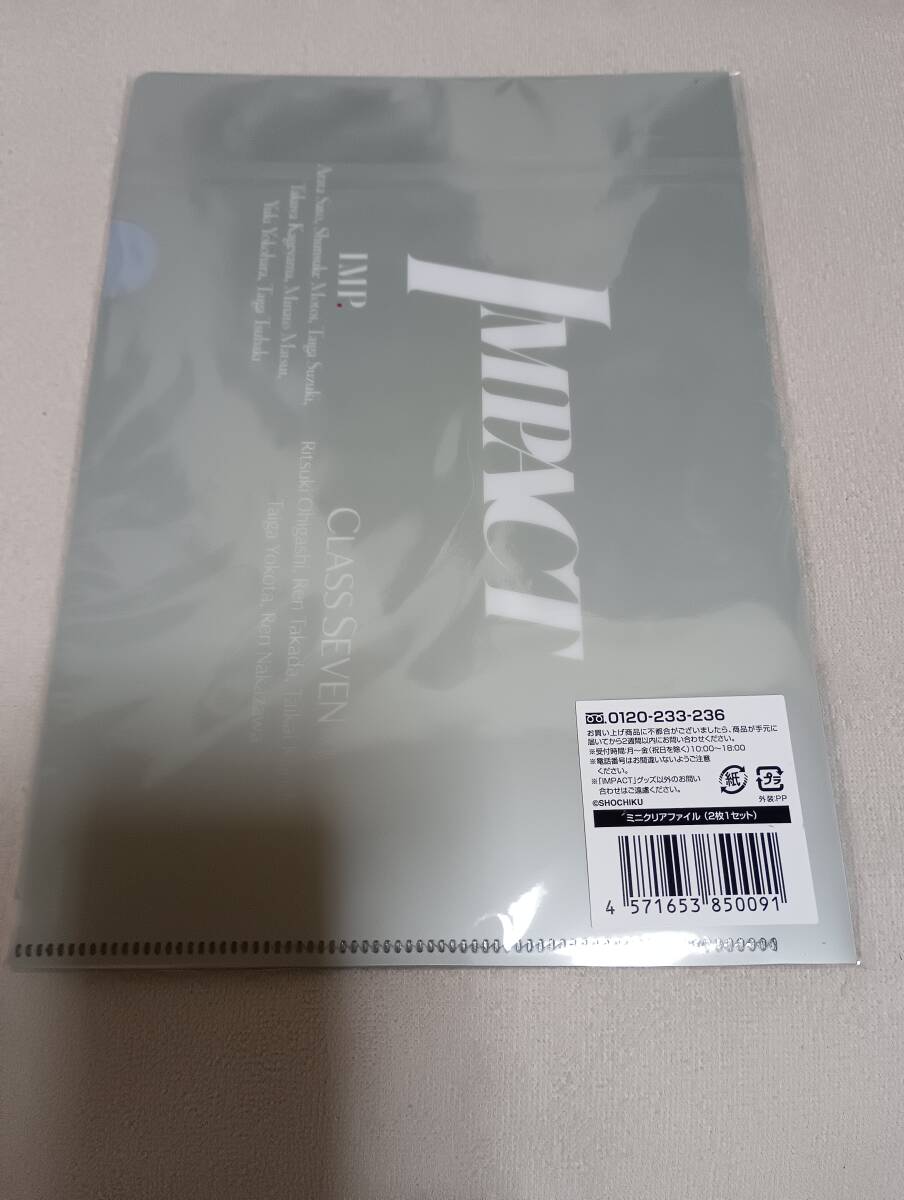 IMPACT
IMP.
Azusa Sato, Shunsuke Motoi, Taiga Suzuki,
Takuya Kageyama, Minato Matsui,
Yuki Yokohara, Taiga Tsubaki
CLASS SEVEN
Ritsuki Ohigashi, Ren Takada,
Taiga Yokota, Ren Nakazawa
0120-233-236
お買い上げ商品に不都合がございましたら、商品が手元に
届いてから2週間以内にお問い合わせください。
※受付時間:月〜金(祝日を除く)10:00〜18:00
※電話番号はお間違いないようご注意
ください。
※「IMPACT」グッズ以外のお問い
合わせはご遠慮ください。
紙
プラ
外装:PP
©SHOCHIKU
ミニクリアファイル(2枚1セット)
4 571653 850091